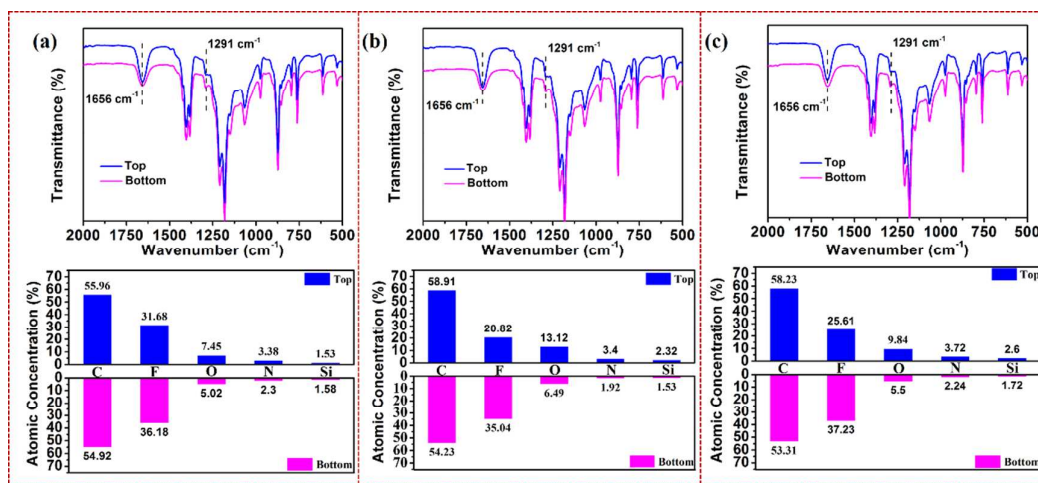 (a)
1291 cm⁻¹
1656 cm⁻¹
Transmittance (%)
Top
Bottom
2000 1750 1500 1250 1000 750 500
Wavenumber (cm⁻¹)
(b)
1291 cm⁻¹
1656 cm⁻¹
Transmittance (%)
Top
Bottom
2000 1750 1500 1250 1000 750 500
Wavenumber (cm⁻¹)
(c)
1291 cm⁻¹
1656 cm⁻¹
Transmittance (%)
Top
Bottom
2000 1750 1500 1250 1000 750 500
Wavenumber (cm⁻¹)
Atomic Concentration (%)
70
60
50
40
30
20
10
0
10
20
30
40
50
60
70
Top
55.96
31.68
7.45
3.38
1.53
C F O N Si
5.02
2.3
1.58
36.18
54.92
Bottom
Atomic Concentration (%)
70
60
50
40
30
20
10
0
10
20
30
40
50
60
70
Top
58.91
20.82
13.12
3.4
2.32
C F O N Si
6.49
1.92
1.53
35.04
54.23
Bottom
Atomic Concentration (%)
70
60
50
40
30
20
10
0
10
20
30
40
50
60
70
Top
58.23
25.61
9.84
3.72
2.6
C F O N Si
5.5
2.24
1.72
37.23
53.31
Bottom